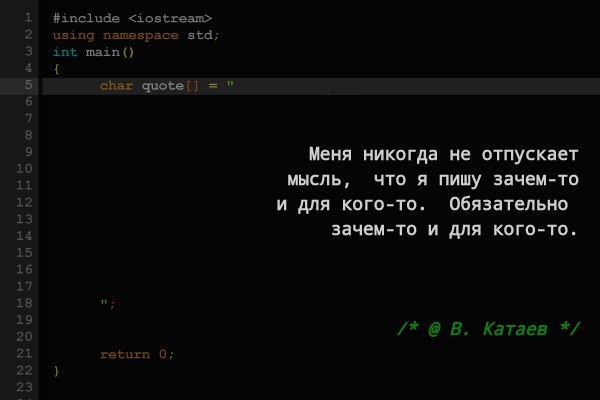 1 #include <iostream>
2 using namespace std;
3 int main()
4 {
5 char quote[] = "
6
7
8
9 Меня никогда не отпускает
10 мысль, что я пишу зачем-то
11
12 и для кого-то. Обязательно
13
14 зачем-то и для кого-то.
15
16
17
18 ";
19
20 /* @ В. Катаев */
21 return 0;
22 }
23